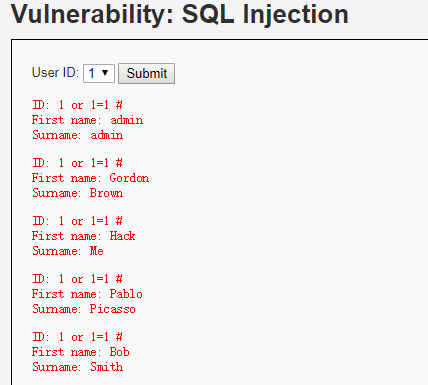 Vulnerability: SQL Injection
User ID: 1 Submit
ID: 1 or 1=1 #
First name: admin
Surname: admin
ID: 1 or 1=1 #
First name: Gordon
Surname: Brown
ID: 1 or 1=1 #
First name: Hack
Surname: Me
ID: 1 or 1=1 #
First name: Pablo
Surname: Picasso
ID: 1 or 1=1 #
First name: Bob
Surname: Smith